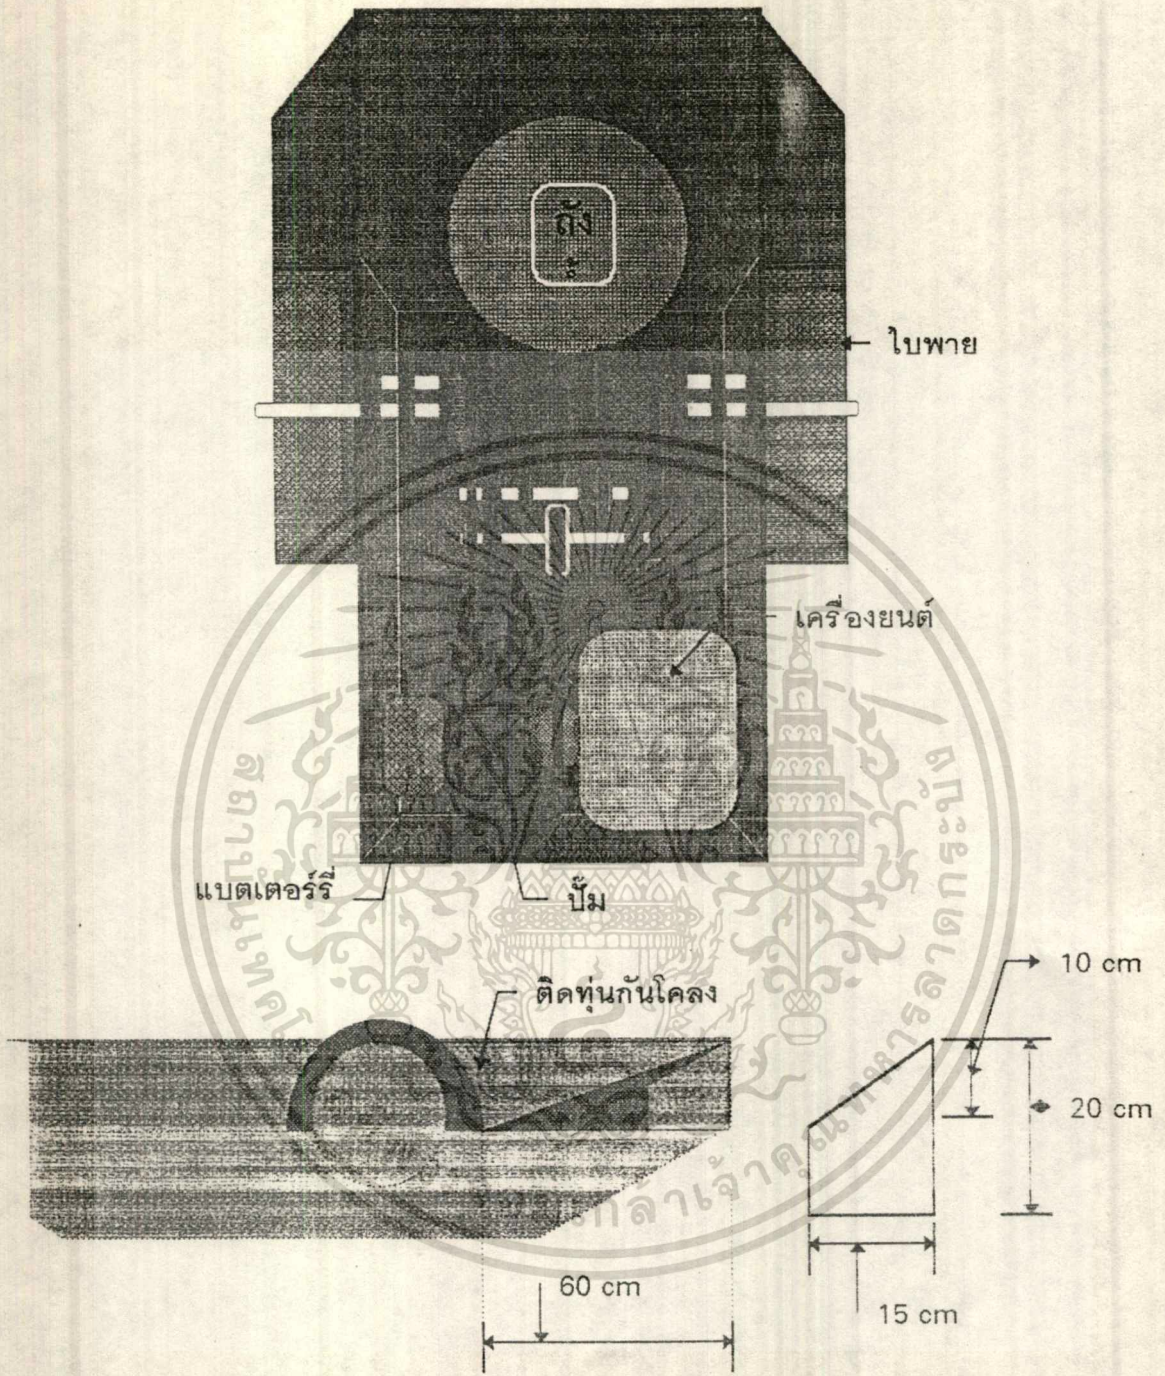 ถัง
ใบพาย
เครื่องยนต์
แบตเตอร์รี่
ปั๊ม
ติดทุ่นกันโคลง
10 cm
20 cm
60 cm
15 cm